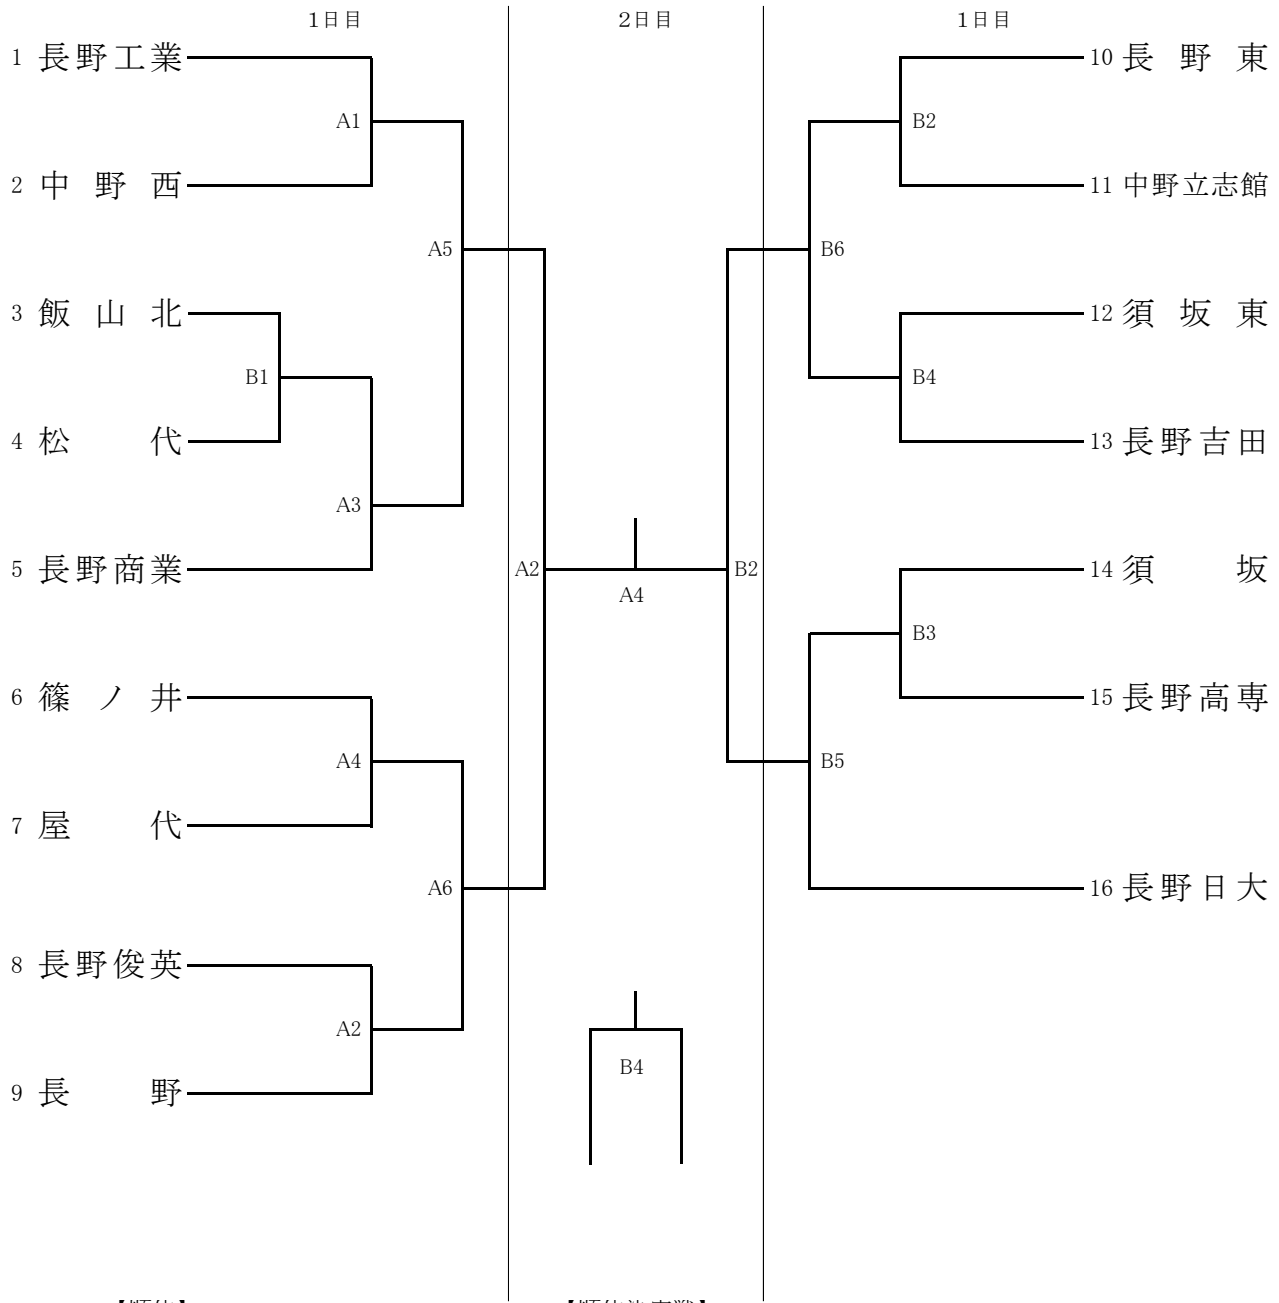 1日目
2日目
1日目
1 長野工業
A1
2 中野西
A5
3 飯山北
B1
4 松代
A3
5 長野商業
6 篠ノ井
A4
7 屋代
A6
8 長野俊英
A2
9 長野
A2
A4
B2
B4
10 長野東
B2
11 中野立志館
B6
12 須坂東
B4
13 長野吉田
14 須坂
B3
15 長野高専
B5
16 長野日大